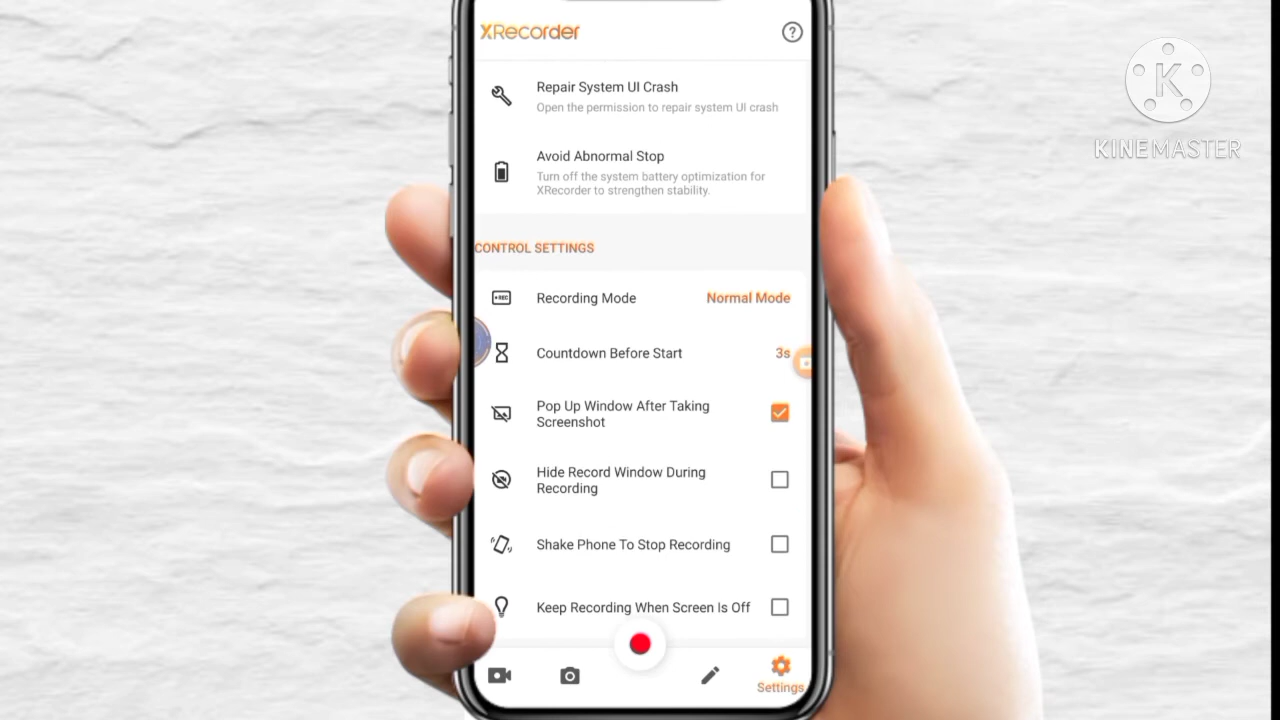 XRecorder
Repair System UI Crash
Open the permission to repair system UI crash
Avoid Abnormal Stop
Turn off the system battery optimization for
XRecorder to strengthen stability.
CONTROL SETTINGS
REC
Recording Mode
Normal Mode
Countdown Before Start
3s
Pop Up Window After Taking
Screenshot
Hide Record Window During
Recording
Shake Phone To Stop Recording
Keep Recording When Screen Is Off
Settings
K
KINEMASTER